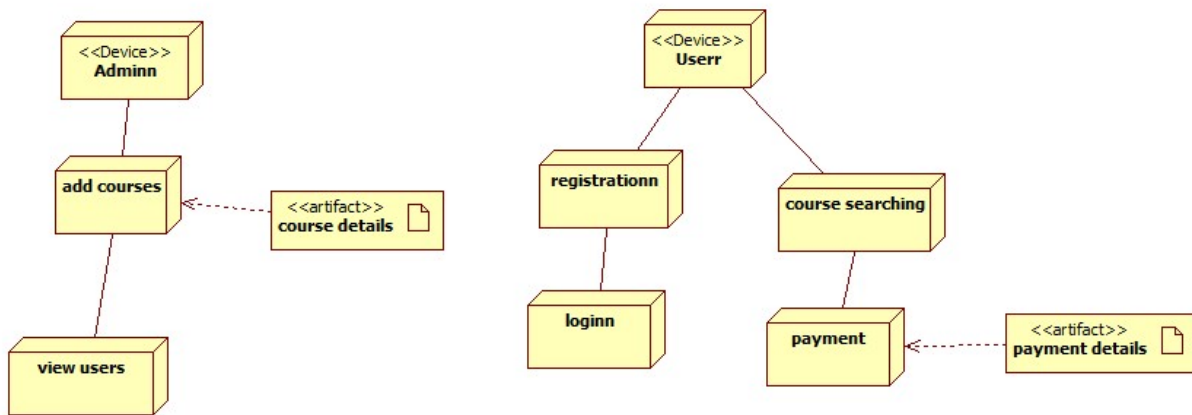 <<Device>>
Adminn
add courses
<<artifact>>
course details
view users
<<Device>>
Userr
registrationn
course searching
loginn
payment
<<artifact>>
payment details